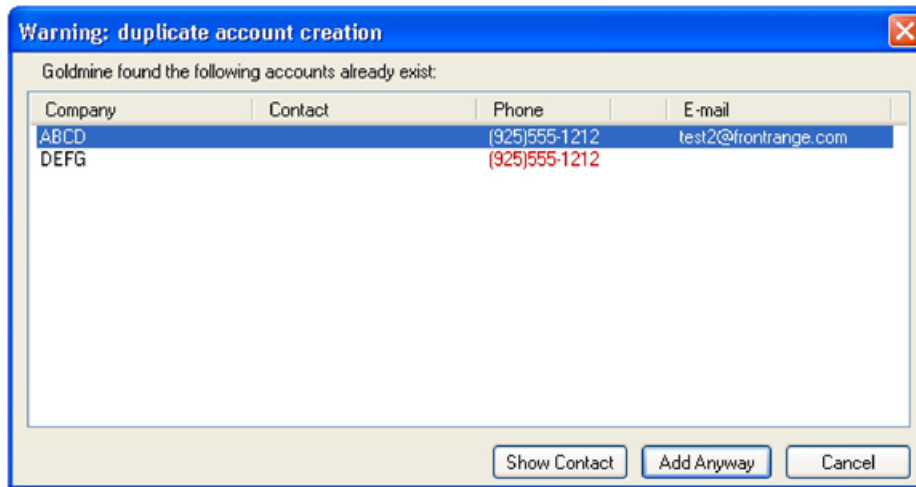 Warning: duplicate account creation
Goldmine found the following accounts already exist:
Company Contact Phone E-mail
ABCD (925)555-1212 test2@frontrange.com
DEFG (925)555-1212
Show Contact Add Anyway Cancel